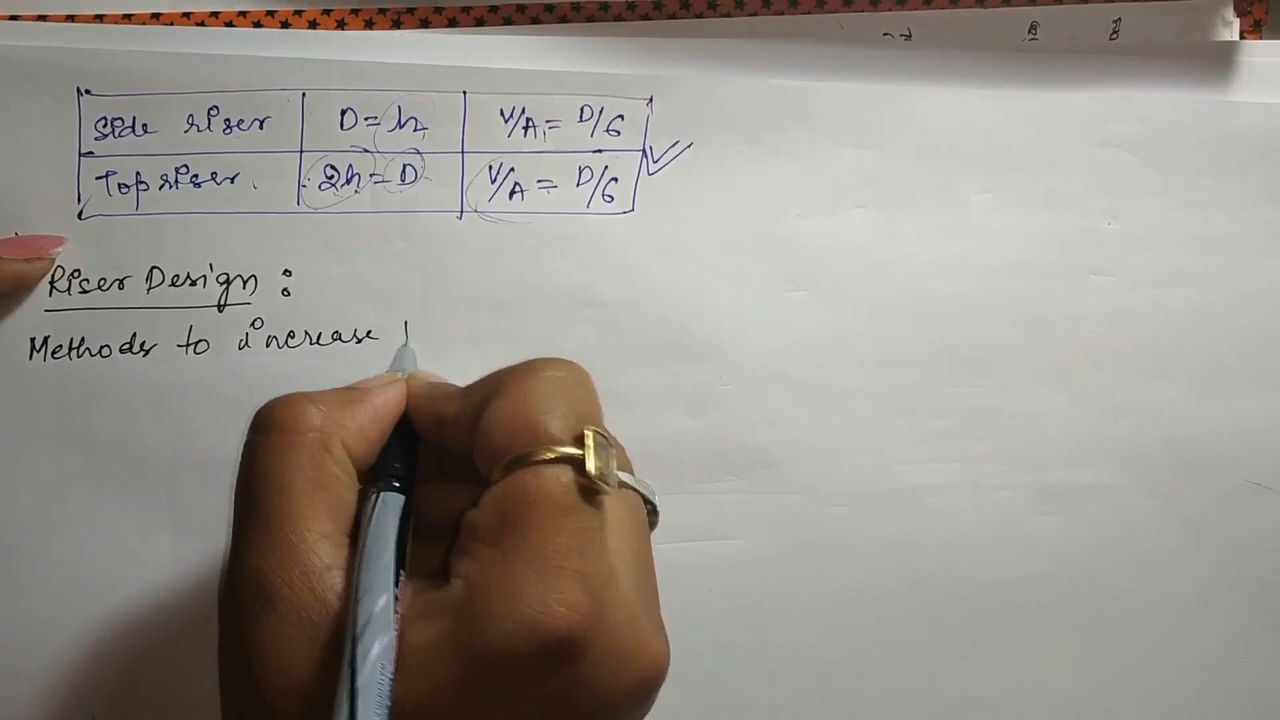 Side riser D = h V/A = D/6
Top riser. 2h = D V/A = D/6
Riser Design :
Methods to increase